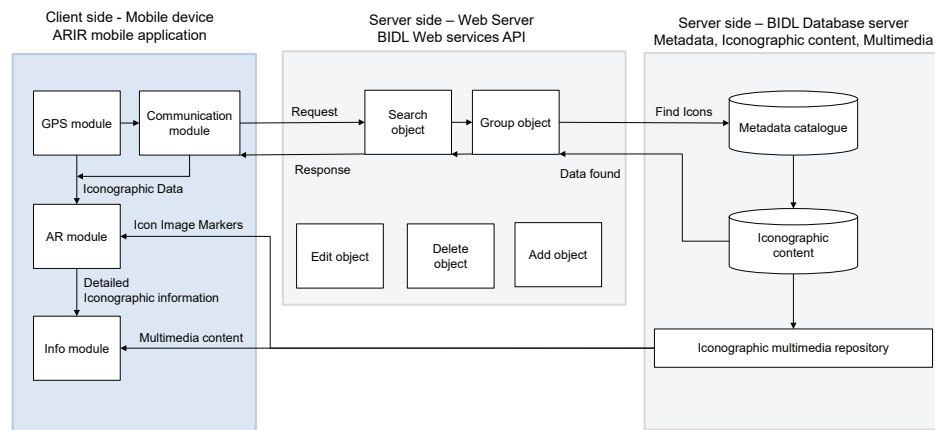 Client side - Mobile device
ARIR mobile application
Server side – Web Server
BIDL Web services API
Server side – BIDL Database server
Metadata, Iconographic content, Multimedia
GPS module
Communication
module
Request
Search
object
Group object
Find Icons
Metadata catalogue
Response
Data found
Iconographic Data
AR module
Icon Image Markers
Edit object
Delete
object
Add object
Iconographic
content
Detailed
Iconographic information
Info module
Multimedia content
Iconographic multimedia repository